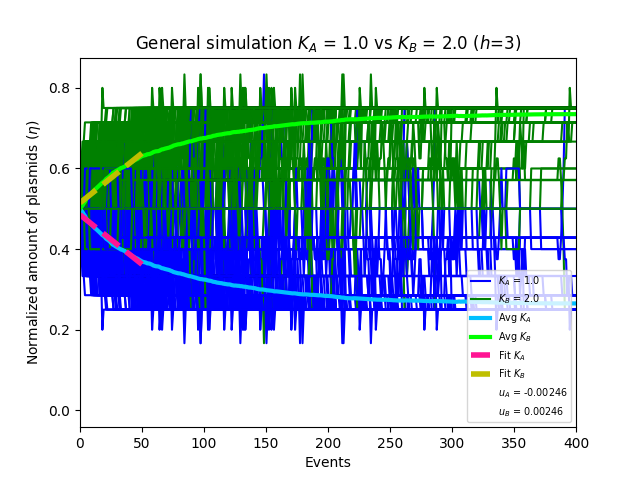 General simulation K_A = 1.0 vs K_B = 2.0 (h=3)
Normalized amount of plasmids (η)
0.8
0.6
0.4
0.2
0.0
K_A = 1.0
K_B = 2.0
Avg K_A
Avg K_B
Fit K_A
Fit K_B
u_A = -0.00246
u_B = 0.00246
0 50 100 150 200 250 300 350 400
Events